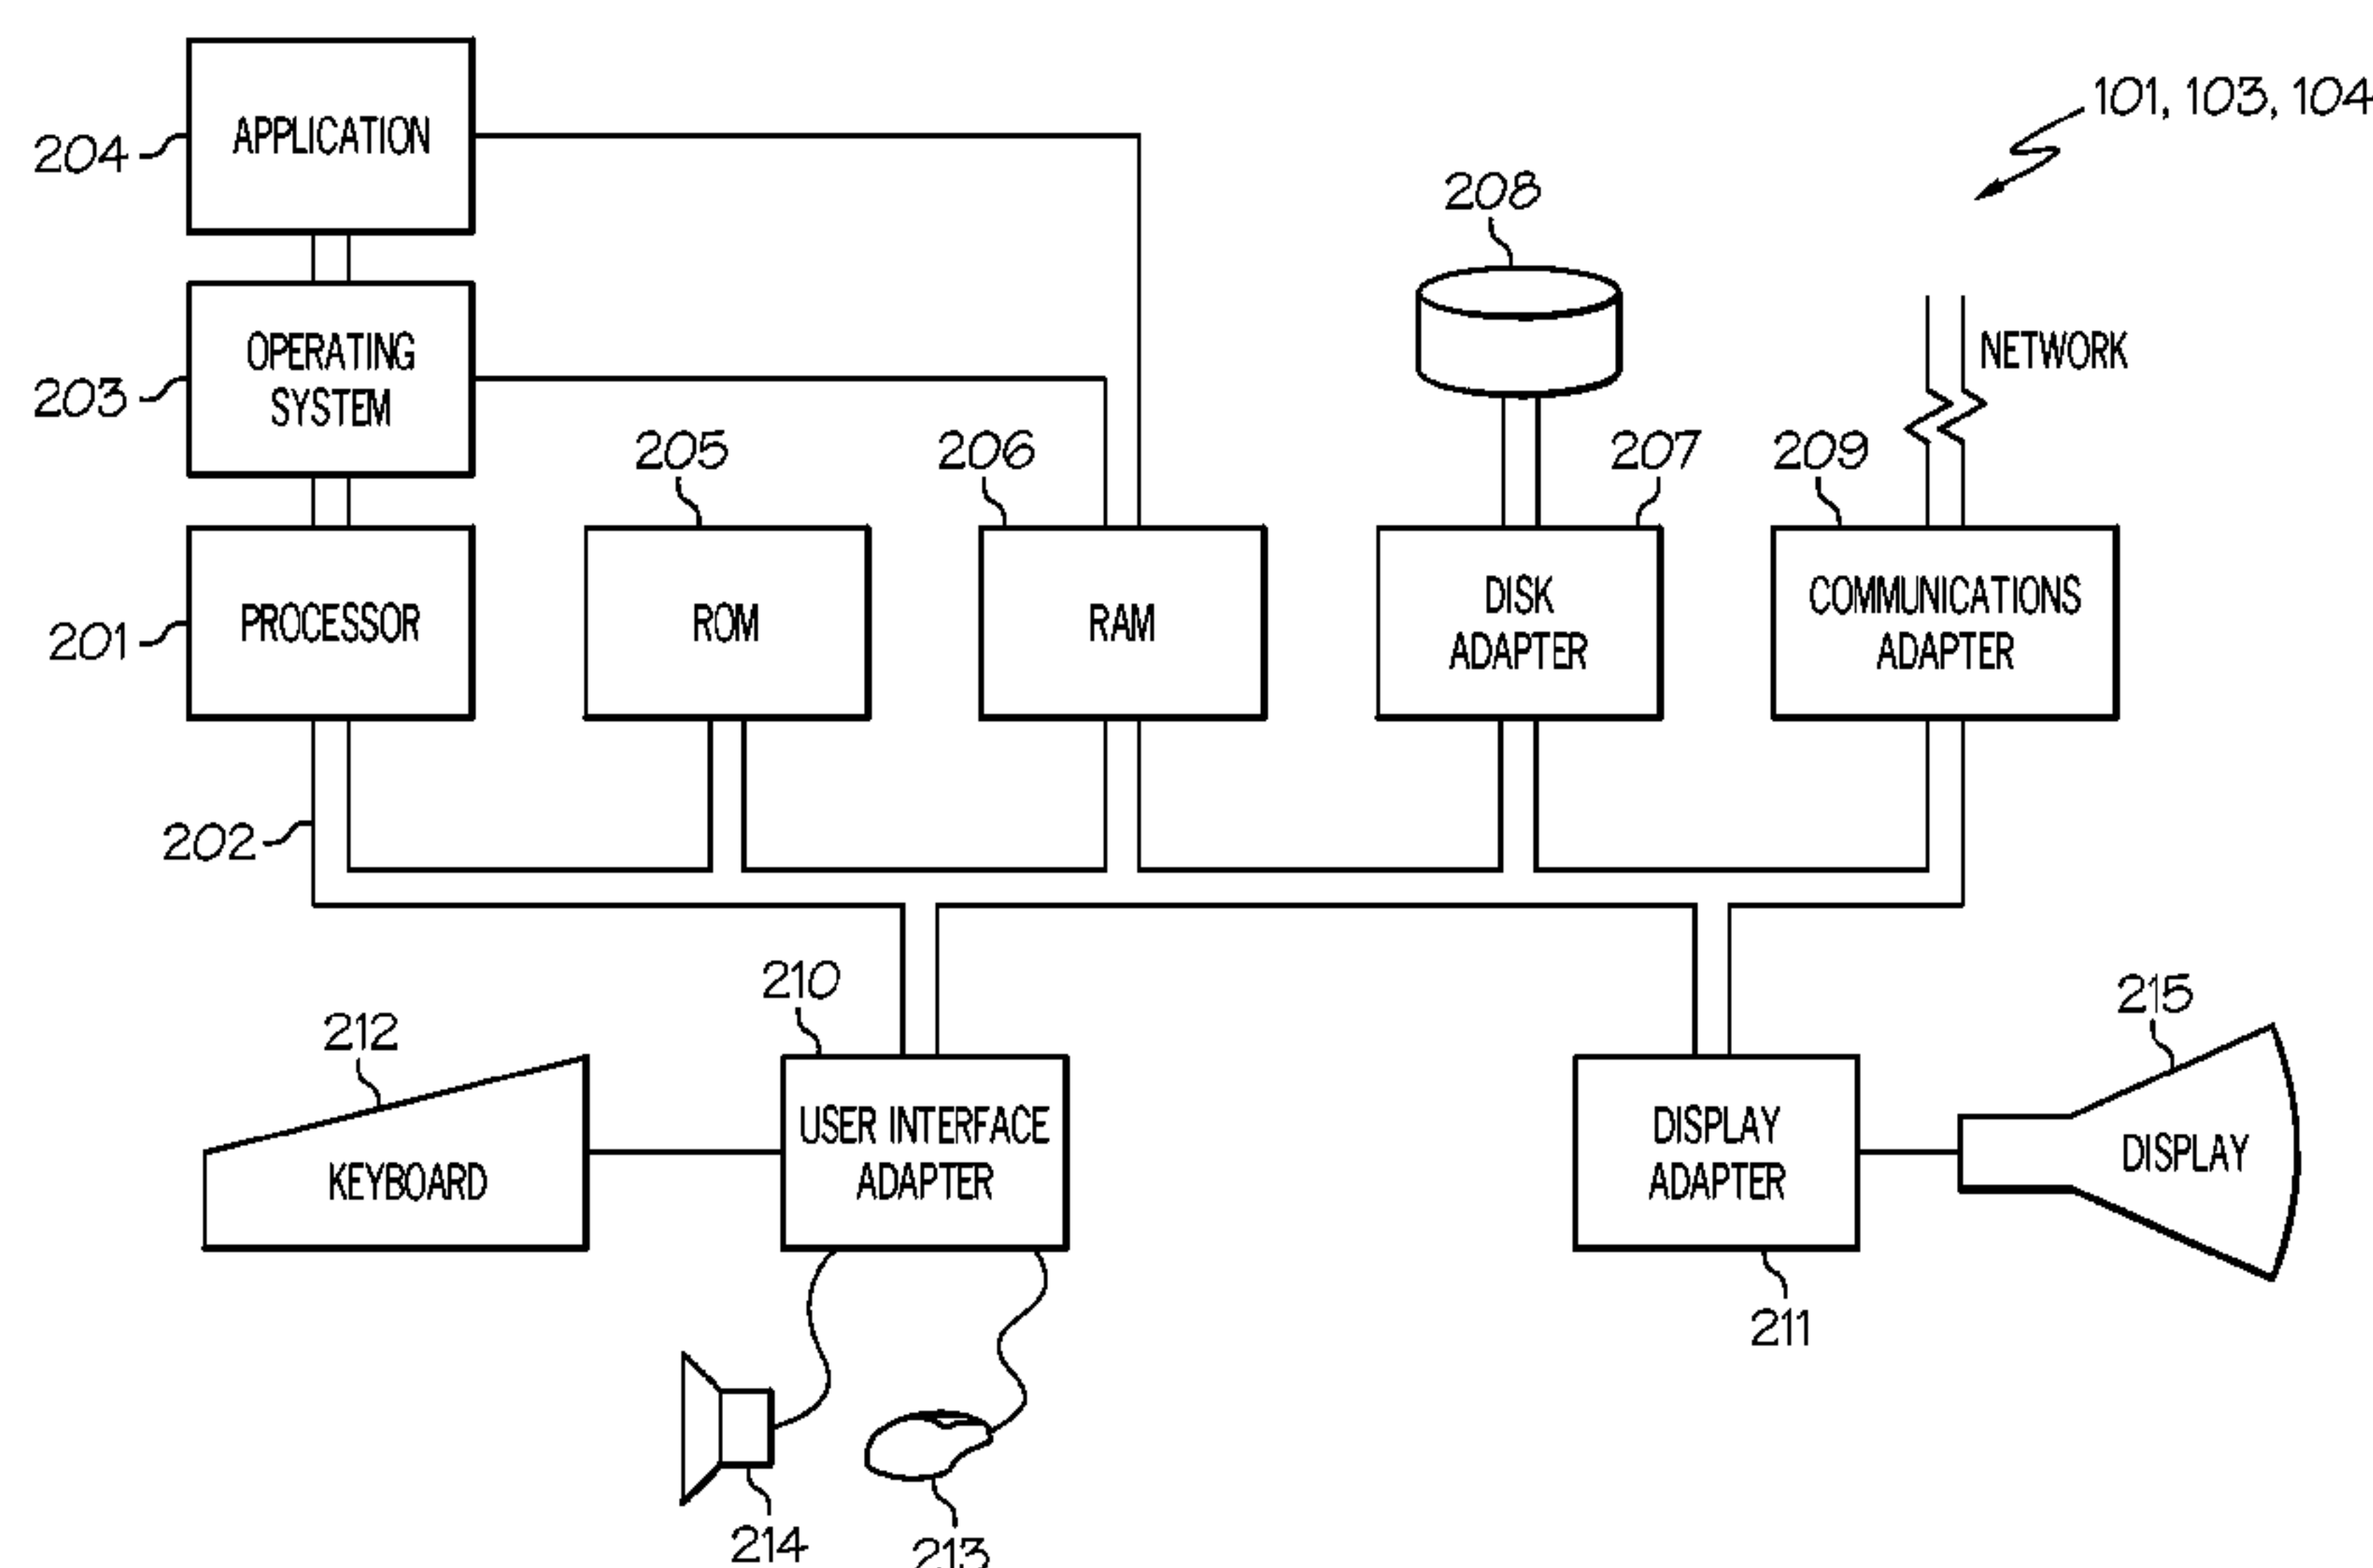 101, 103, 104
204
APPLICATION
208
203
OPERATING
SYSTEM
NETWORK
205
206
207
209
201
PROCESSOR
ROM
RAM
DISK
ADAPTER
COMMUNICATIONS
ADAPTER
202
210
215
212
KEYBOARD
USER INTERFACE
ADAPTER
DISPLAY
ADAPTER
DISPLAY
211
214
213